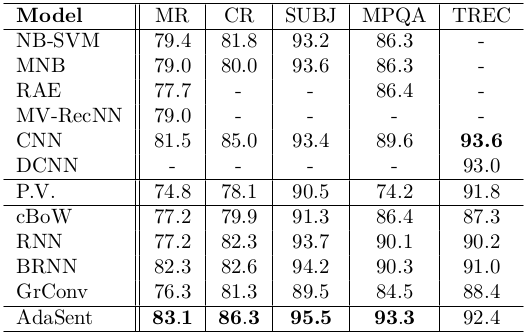 Model MR CR SUBJ MPQA TREC
NB-SVM 79.4 81.8 93.2 86.3 -
MNB 79.0 80.0 93.6 86.3 -
RAE 77.7 - - 86.4 -
MV-RecNN 79.0 - - - -
CNN 81.5 85.0 93.4 89.6 93.6
DCNN - - - - 93.0
P.V. 74.8 78.1 90.5 74.2 91.8
cBoW 77.2 79.9 91.3 86.4 87.3
RNN 77.2 82.3 93.7 90.1 90.2
BRNN 82.3 82.6 94.2 90.3 91.0
GrConv 76.3 81.3 89.5 84.5 88.4
AdaSent 83.1 86.3 95.5 93.3 92.4